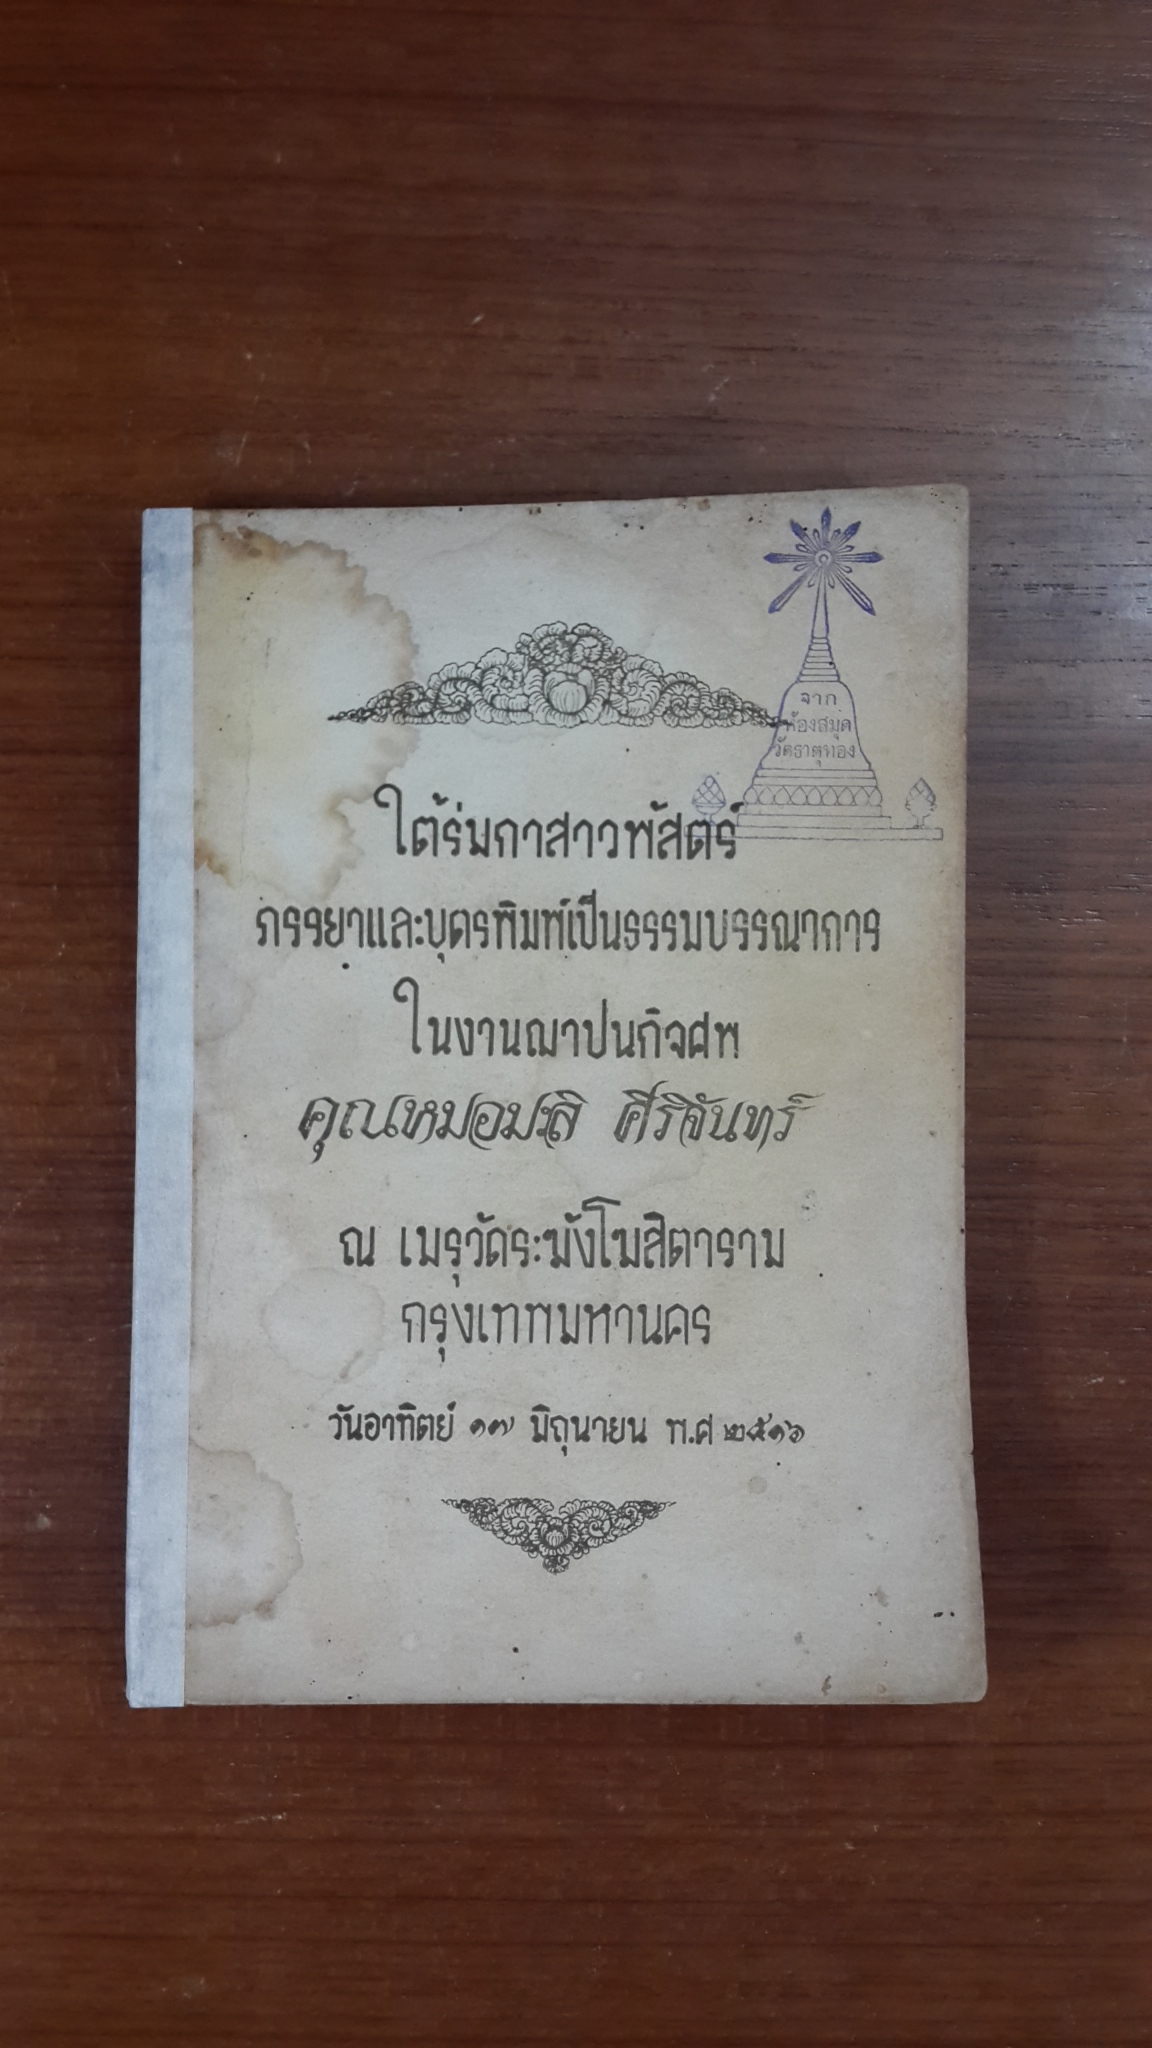 จาก
ห้องสมุด
วัดธาตุทอง
ใต้ร่มกาสาวพัสตร์
ภรรยาและบุตรพิมพ์เป็นธรรมบรรณาการ
ในงานฌาปนกิจศพ
คุณหมอมะลิ ศีริจันทร์
ณ เมรุวัดระฆังโฆสิตาราม
กรุงเทพมหานคร
วันอาทิตย์ ๑๗ มิถุนายน พ.ศ ๒๕๑๖